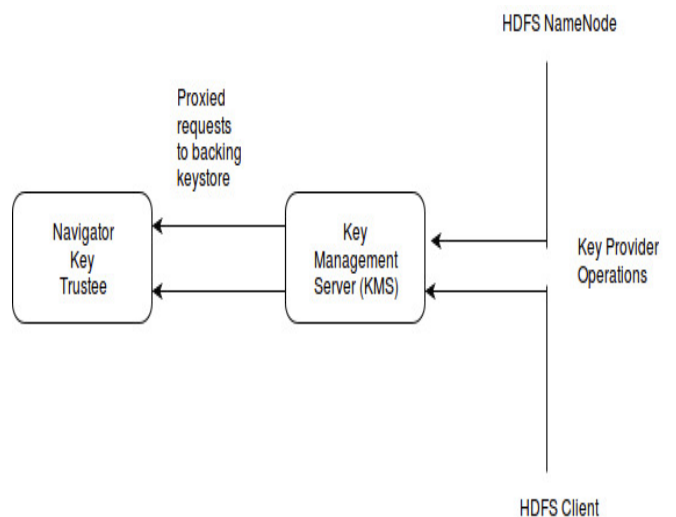 HDFS NameNode
Proxied
requests
to backing
keystore
Navigator
Key
Trustee
Key
Management
Server (KMS)
Key Provider
Operations
HDFS Client